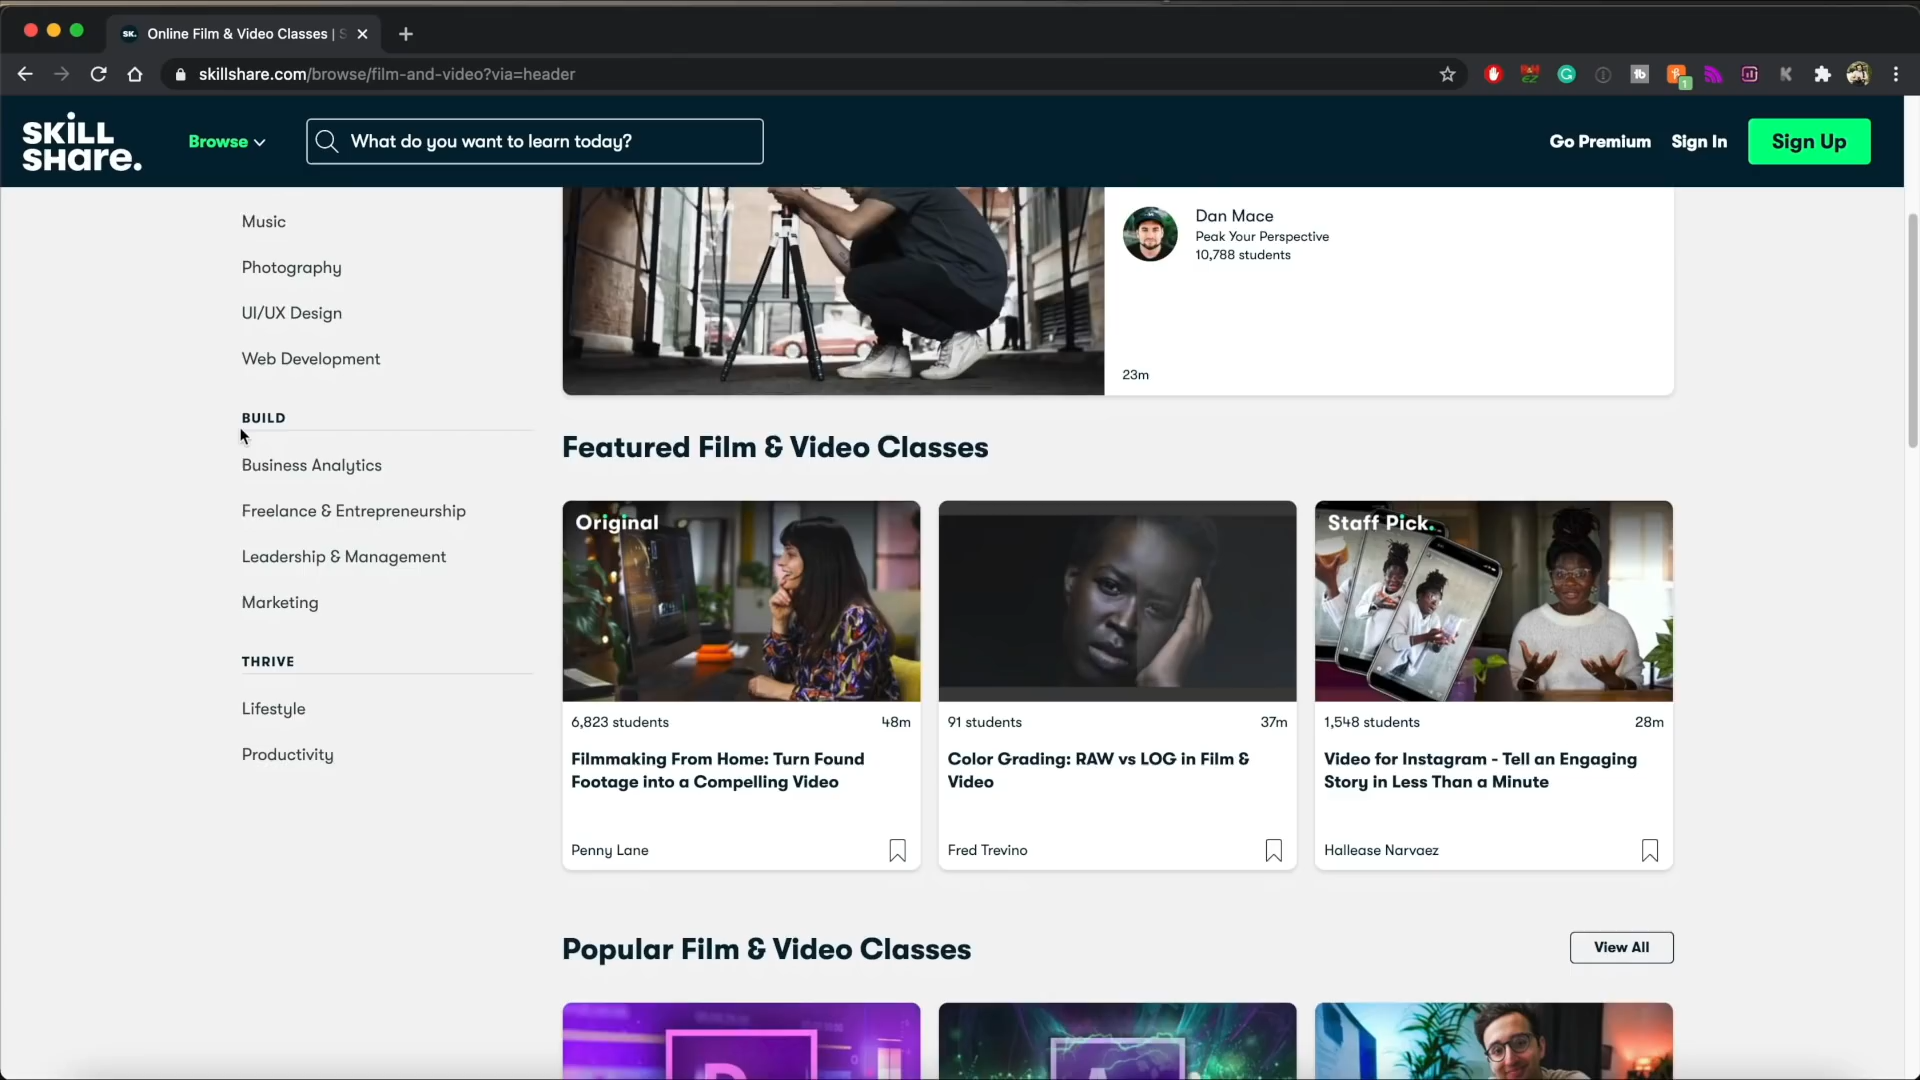 SK. Online Film & Video Classes | S
skillshare.com/browse/film-and-video?via=header
SKiLL
SHare.
Browse
What do you want to learn today?
Go Premium
Sign In
Sign Up
Music
Photography
UI/UX Design
Web Development
BUILD
Business Analytics
Freelance & Entrepreneurship
Leadership & Management
Marketing
THRIVE
Lifestyle
Productivity
Dan Mace
Peak Your Perspective
10,788 students
23m
Featured Film & Video Classes
Original
6,823 students
48m
Filmmaking From Home: Turn Found
Footage into a Compelling Video
Penny Lane
91 students
37m
Color Grading: RAW vs LOG in Film &
Video
Fred Trevino
Staff Pick.
1,548 students
28m
Video for Instagram - Tell an Engaging
Story in Less Than a Minute
Hallease Narvaez
Popular Film & Video Classes
View All